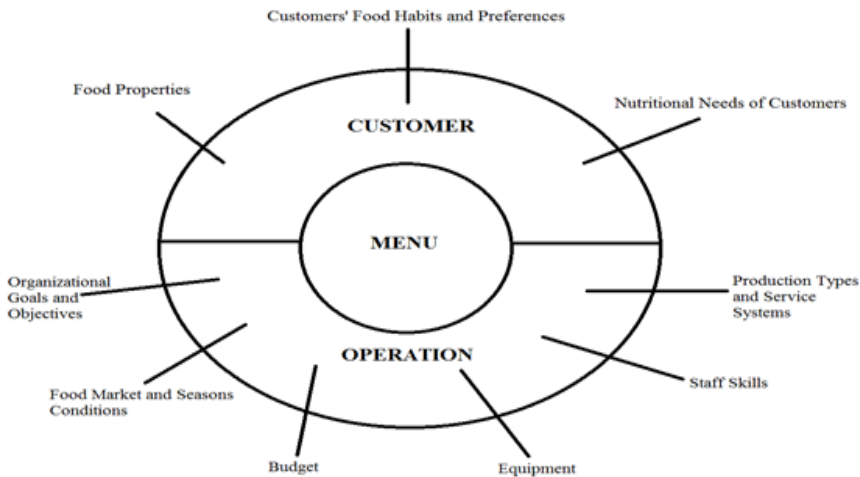 Customers' Food Habits and Preferences
Food Properties
Nutritional Needs of Customers
CUSTOMER
MENU
Organizational
Goals and
Objectives
Production Types
and Service
Systems
OPERATION
Food Market and Seasons
Conditions
Staff Skills
Budget
Equipment